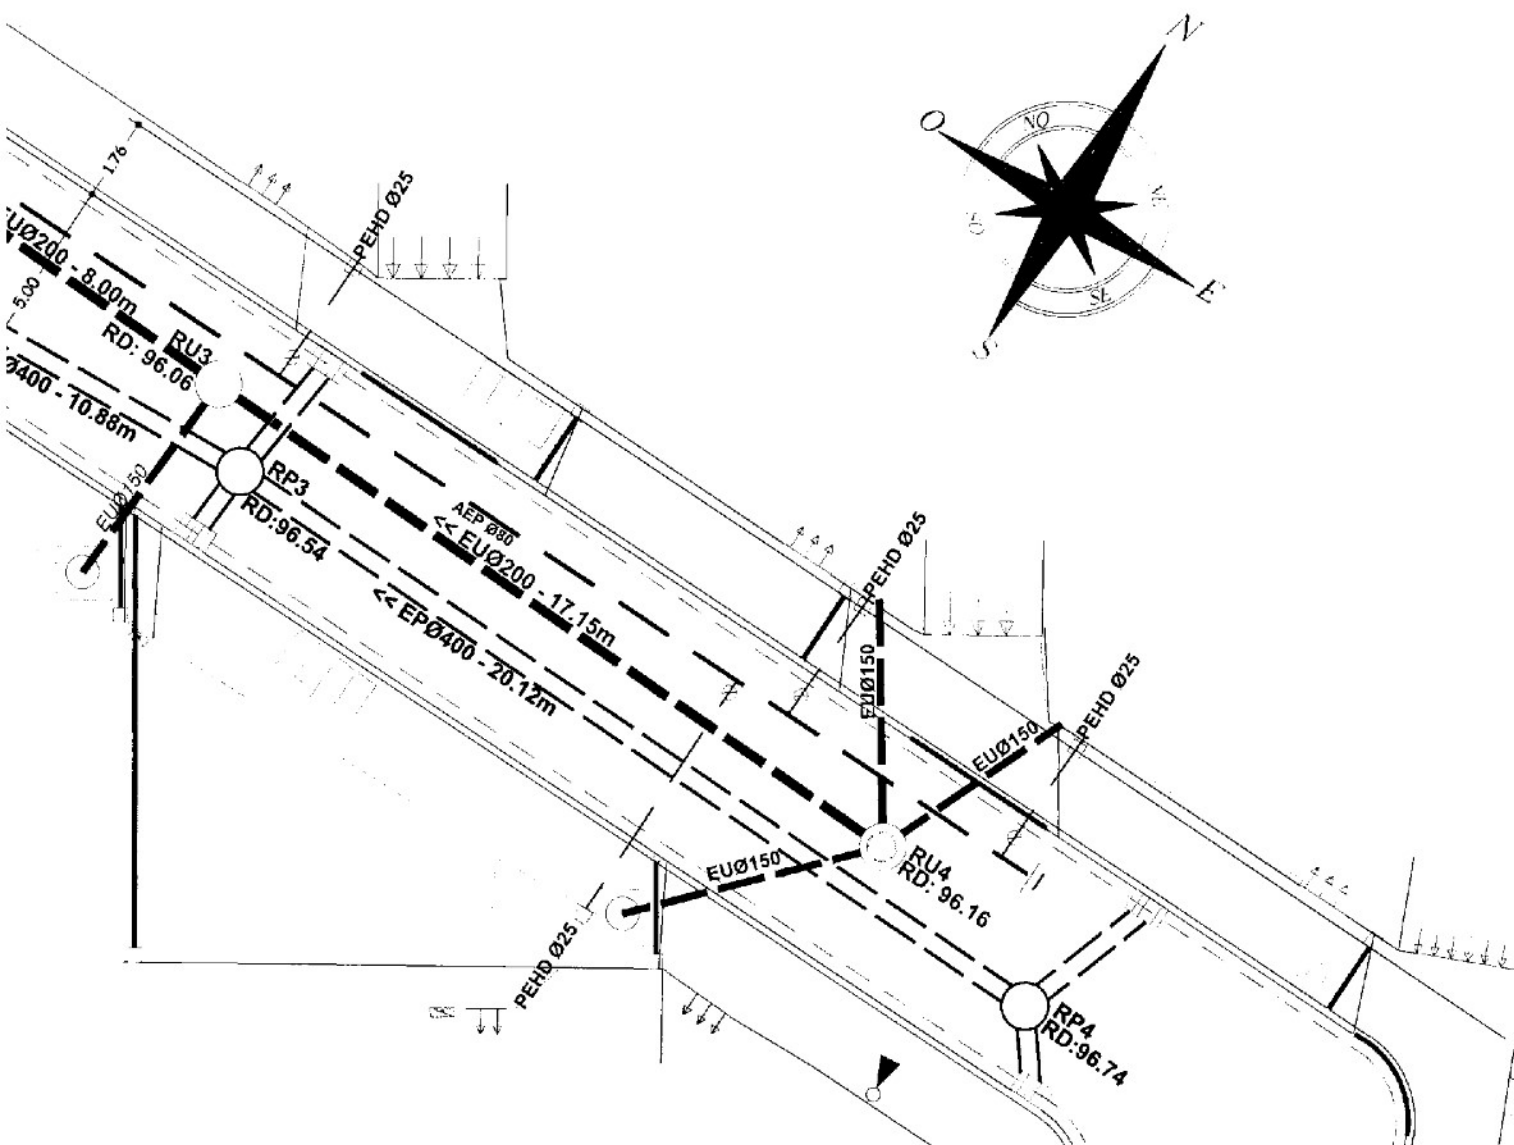 N
O
NO
E
SE
S
1.76
5.00
PEHD Ø25
UØ200 - 8.00m
RU3
RD: 96.06
Ø400 - 10.88m
EUØ150
RP3
RD:96.54
AEP Ø80
<< EUØ200 - 17.15m
<< EPØ400 - 20.12m
PEHD Ø25
EUØ150
EUØ150
PEHD Ø25
EUØ150
RU4
RD: 96.16
PEHD Ø25
RP4
RD:96.74